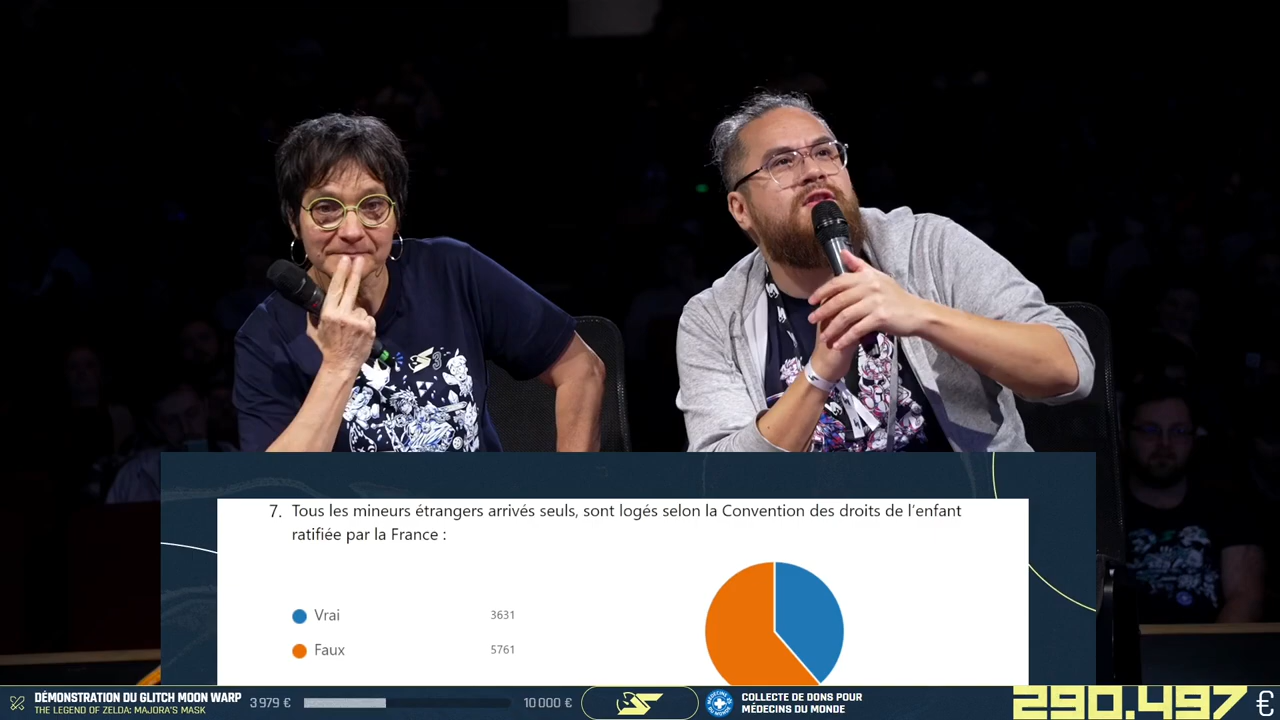 7. Tous les mineurs étrangers arrivés seuls, sont logés selon la Convention des droits de l'enfant
ratifiée par la France :
Vrai 3631
Faux 5761
DÉMONSTRATION DU GLITCH MOON WARP
THE LEGEND OF ZELDA: MAJORA'S MASK
3 979 €
10 000 €
COLLECTE DE DONS POUR
MÉDECINS DU MONDE
290.497 €